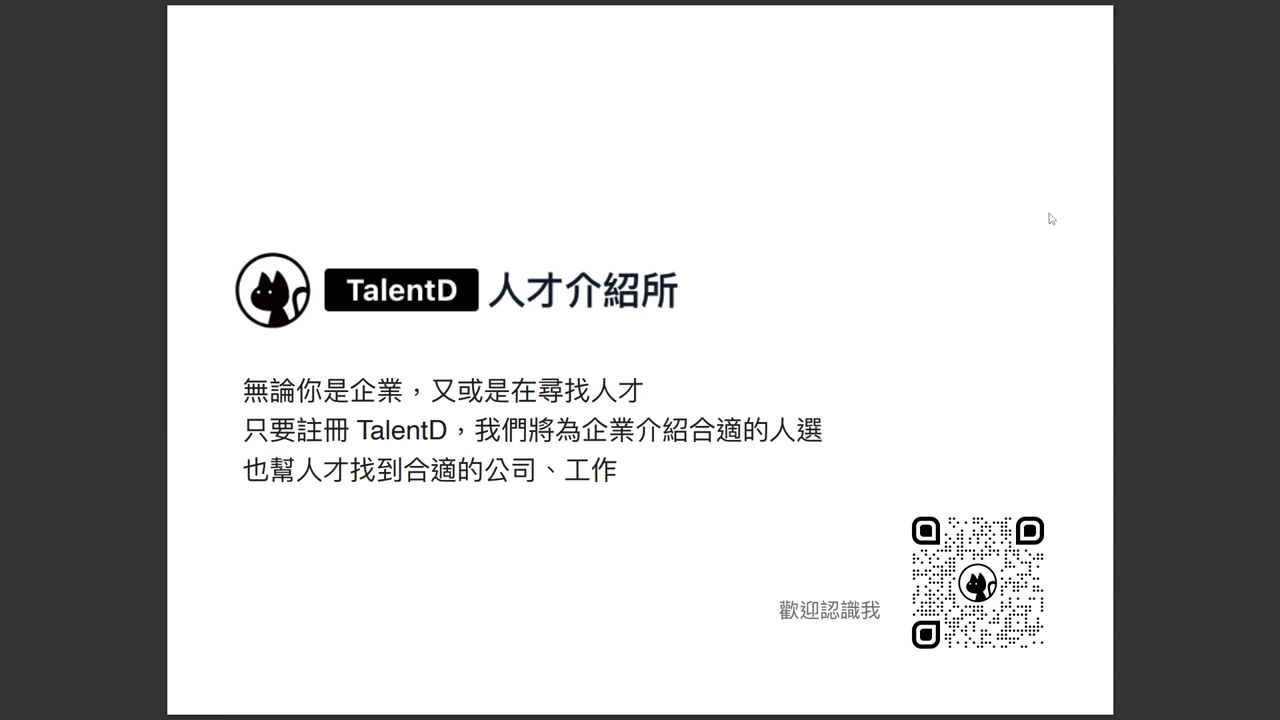 TalentD 人才介紹所
無論你是企業，又或是在尋找人才
只要註冊 TalentD，我們將為企業介紹合適的人選
也幫人才找到合適的公司、工作
歡迎認識我